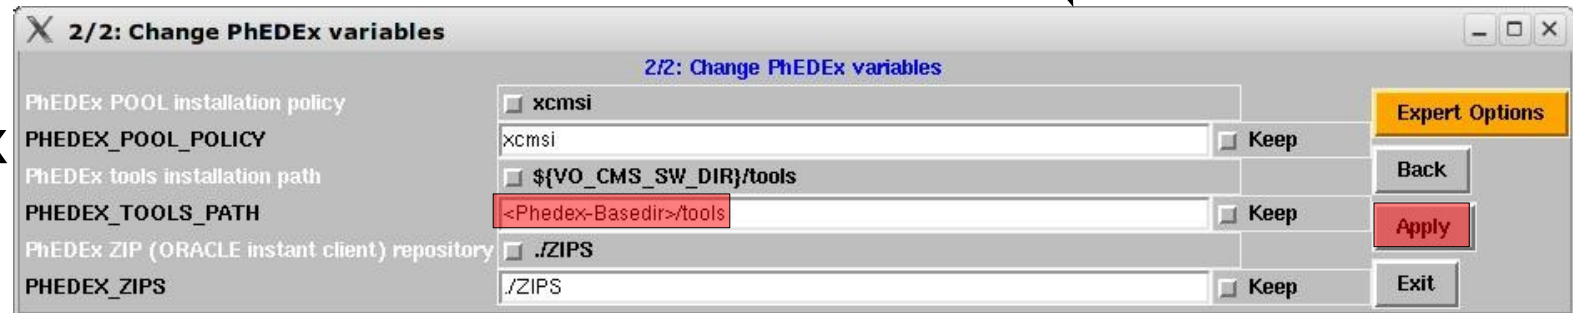 2/2: Change PhEDEx variables
2/2: Change PhEDEx variables
PhEDEx POOL installation policy xcmsi
Expert Options
PHEDEX_POOL_POLICY xcmsi Keep
PhEDEx tools installation path ${VO_CMS_SW_DIR}/tools
Back
PHEDEX_TOOLS_PATH <Phedex-Basedir>/tools Keep
Apply
PhEDEx ZIP (ORACLE instant client) repository ./ZIPS
PHEDEX_ZIPS ./ZIPS Keep
Exit